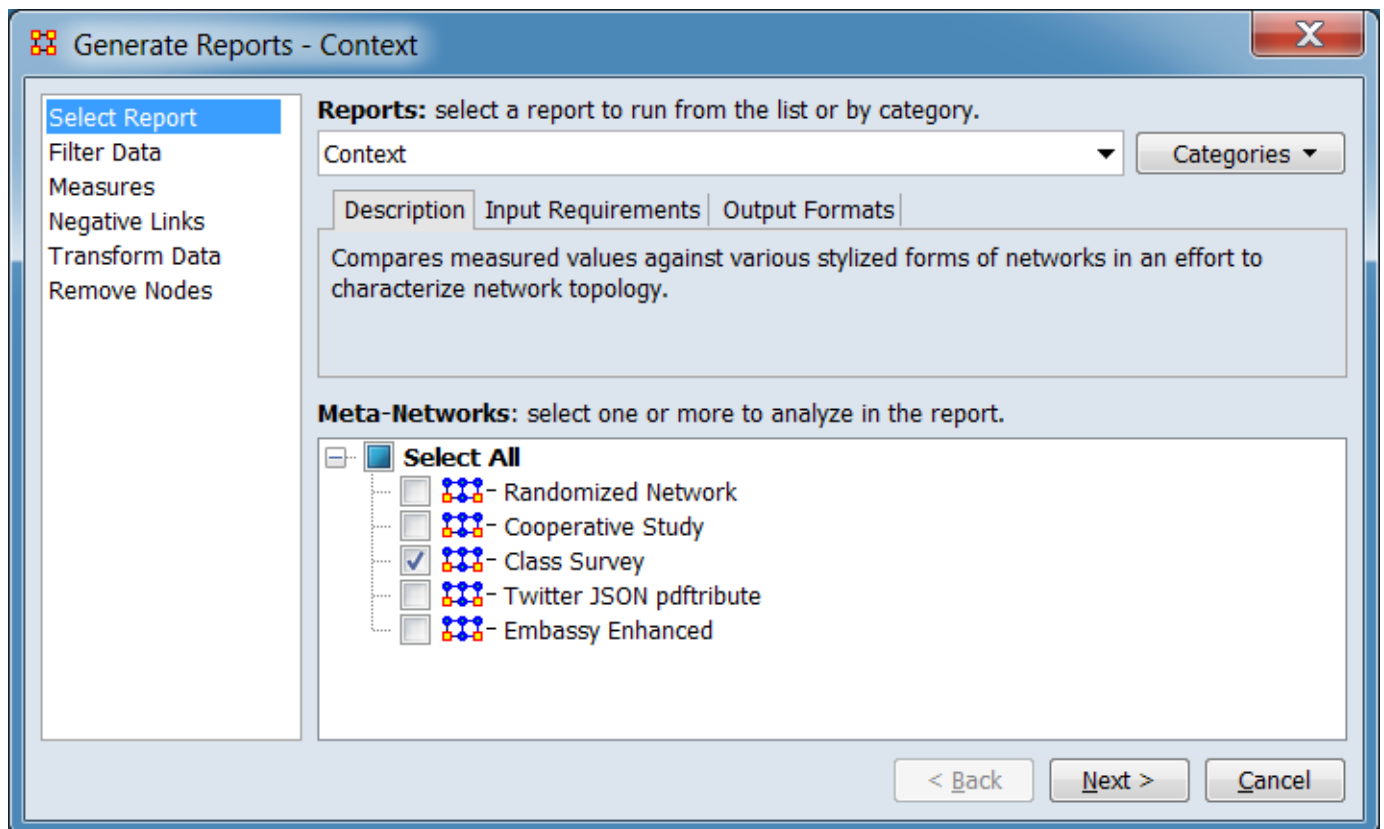 Generate Reports - Context
Select Report
Filter Data
Measures
Negative Links
Transform Data
Remove Nodes
Reports: select a report to run from the list or by category.
Context
Categories
Description Input Requirements Output Formats
Compares measured values against various stylized forms of networks in an effort to
characterize network topology.
Meta-Networks: select one or more to analyze in the report.
Select All
- Randomized Network
- Cooperative Study
- Class Survey
- Twitter JSON pdftribute
- Embassy Enhanced
< Back Next > Cancel